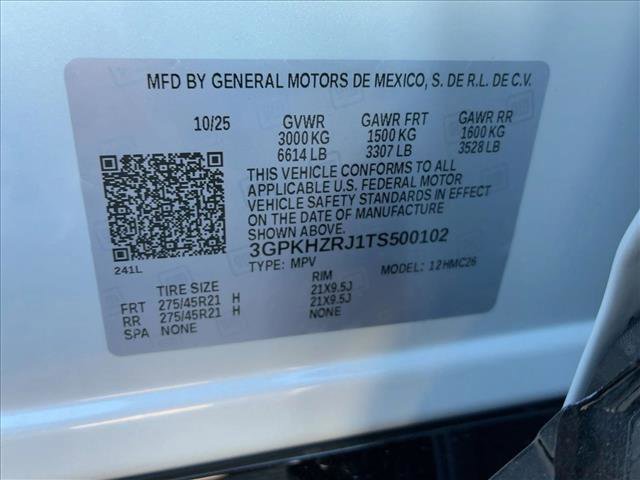 MFD BY GENERAL MOTORS DE MEXICO, S. DE R.L. DE C.V.
10/25 GVWR GAWR FRT GAWR RR
3000 KG 1500 KG 1600 KG
6614 LB 3307 LB 3528 LB
THIS VEHICLE CONFORMS TO ALL
APPLICABLE U.S. FEDERAL MOTOR
VEHICLE SAFETY STANDARDS IN EFFECT
ON THE DATE OF MANUFACTURE
SHOWN ABOVE.
3GPKHZRJ1TS500102
241L TYPE: MPV MODEL: 12HMC26
TIRE SIZE RIM
FRT 275/45R21 H 21X9.5J
RR 275/45R21 H 21X9.5J
SPA NONE NONE